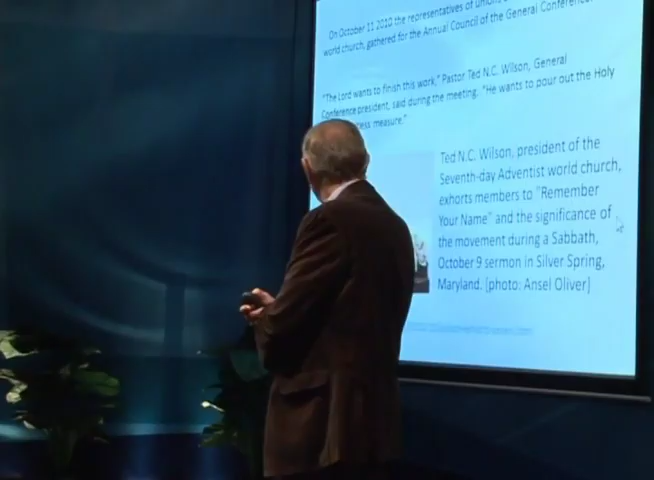 On October 11 2010 the representatives of unions
world church, gathered for the Annual Council of the General Conference.
"The Lord wants to finish this work," Pastor Ted N.C. Wilson, General
Conference president, said during the meeting. "He wants to pour out the Holy
measure."
Ted N.C. Wilson, president of the
Seventh-day Adventist world church,
exhorts members to "Remember
Your Name" and the significance of
the movement during a Sabbath,
October 9 sermon in Silver Spring,
Maryland. [photo: Ansel Oliver]